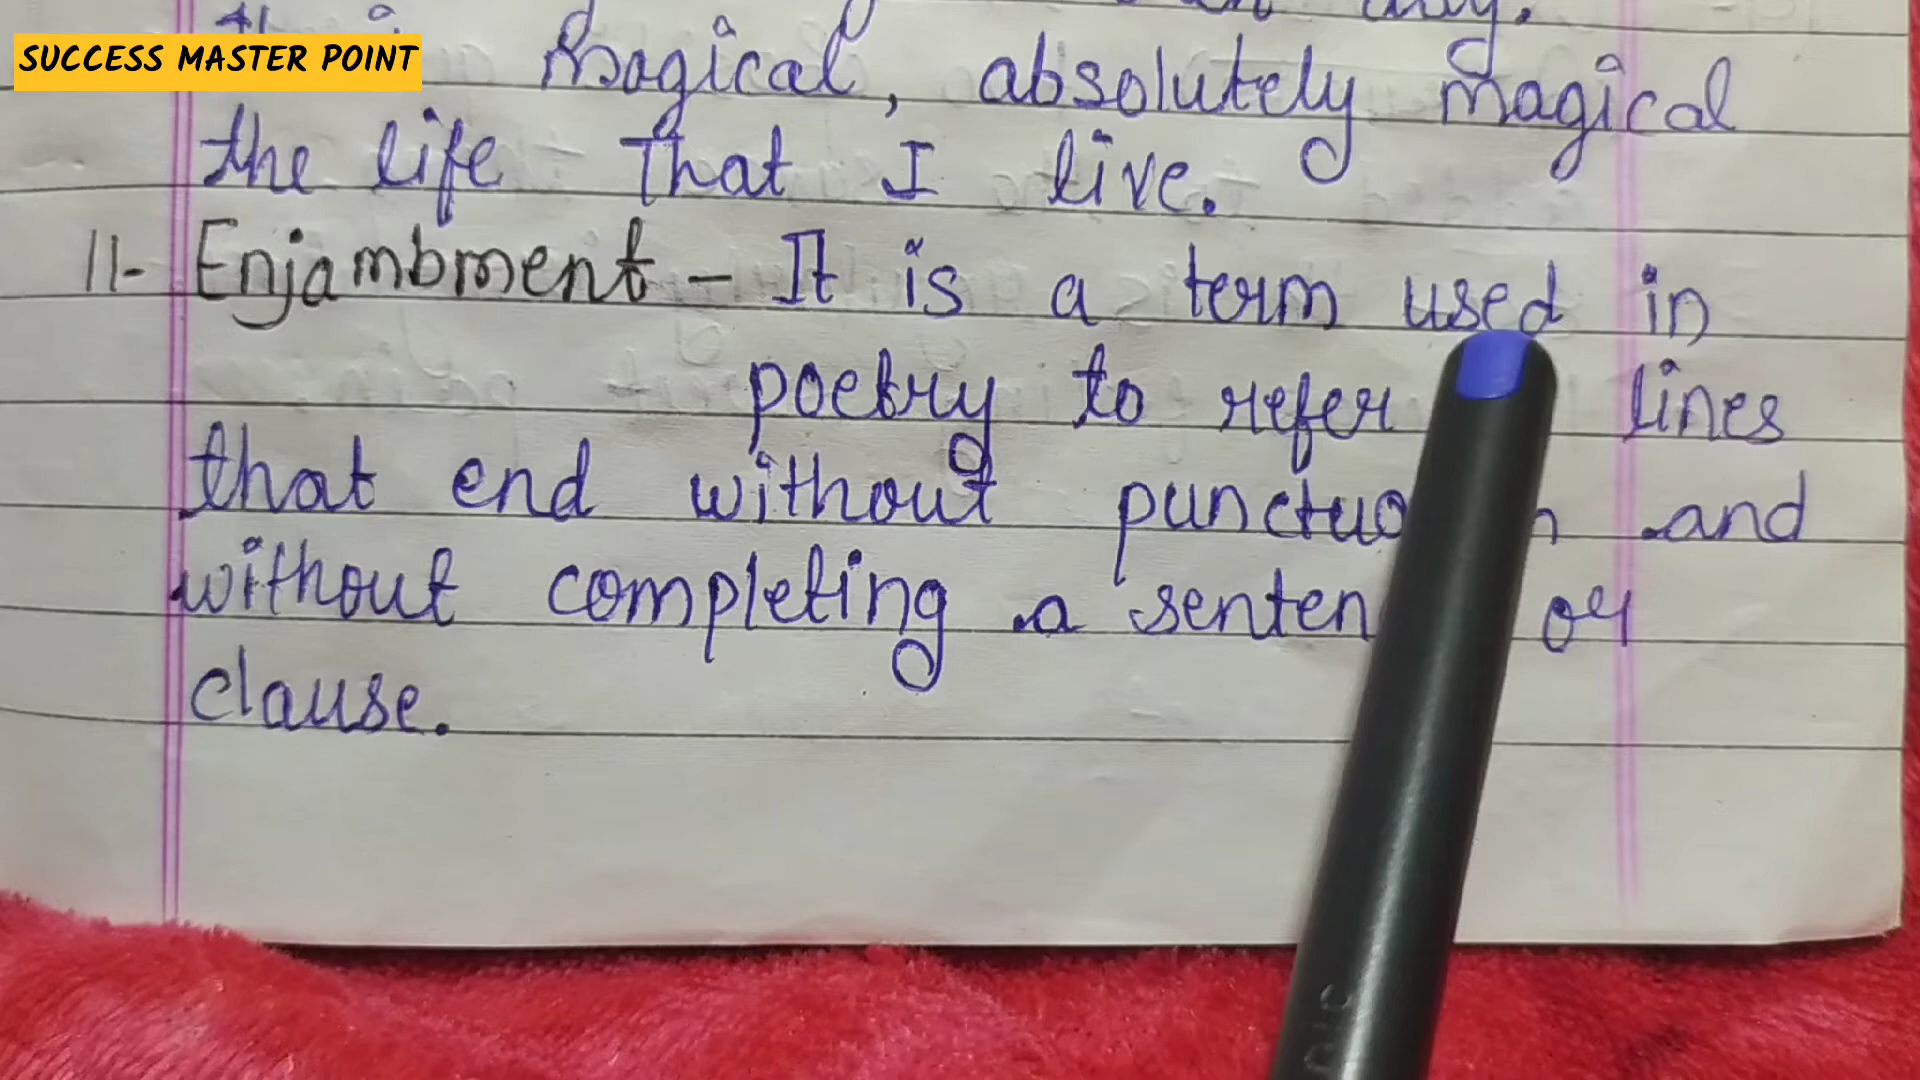 SUCCESS MASTER POINT
magical, absolutely magical
the life that I live.
11- Enjambment - It is a term used in
poetry to refer lines
that end without and
without completing a or
clause.